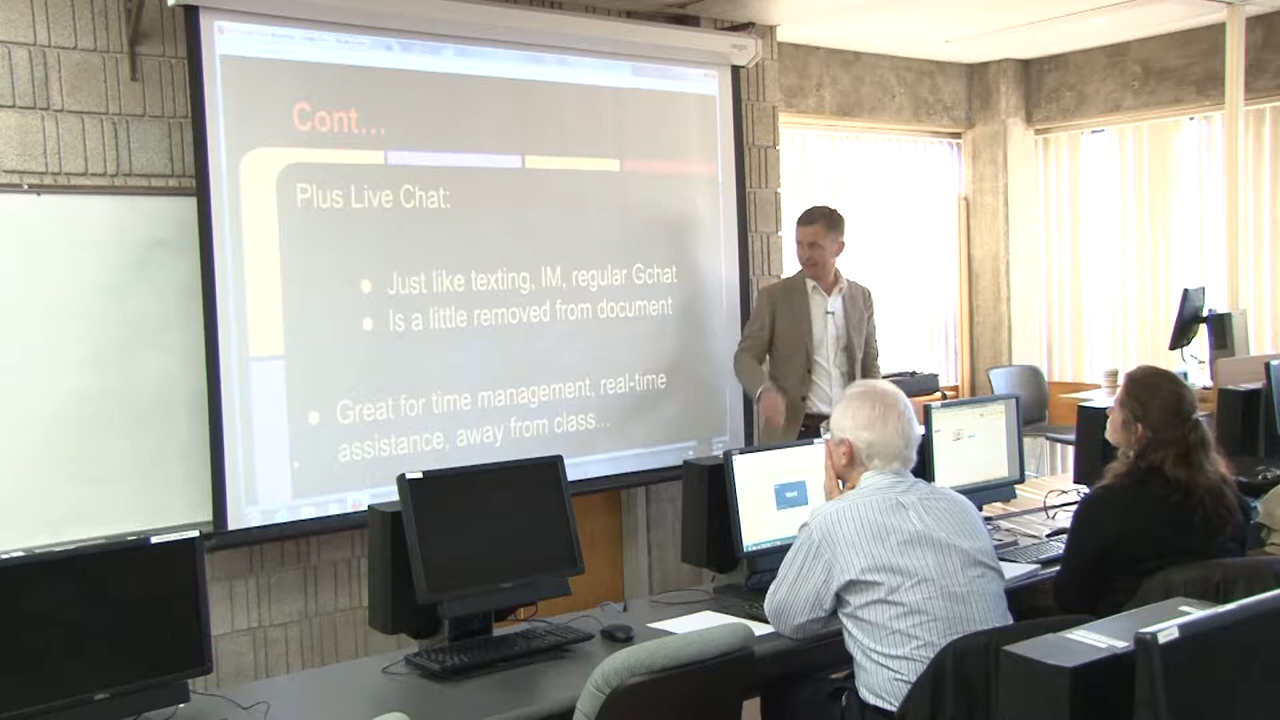 Cont...
Plus Live Chat:
Just like texting, IM, regular Gchat
Is a little removed from document
Great for time management, real-time
assistance, away from class...
Word